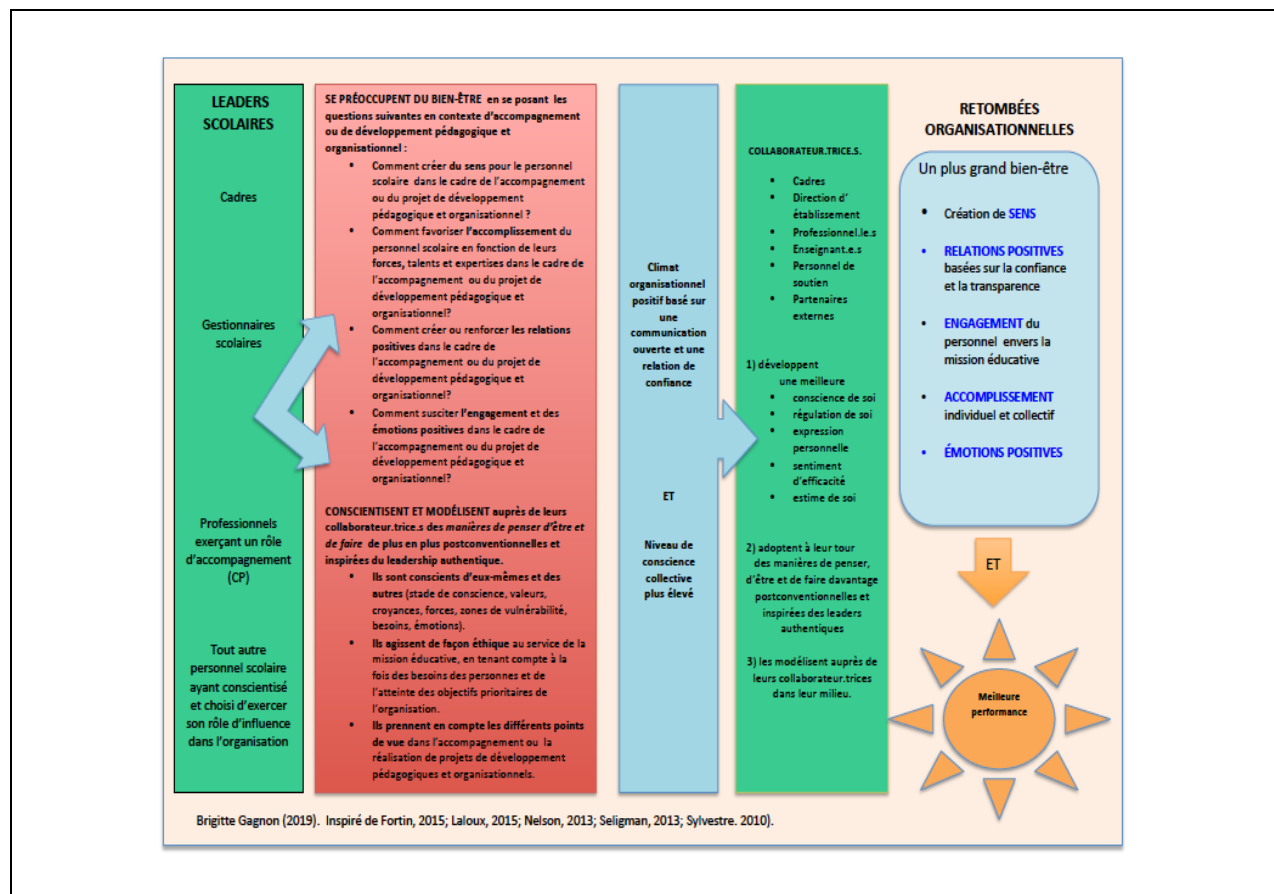 LEADERS
SCOLAIRES
Cadres
Gestionnaires
scolaires
Professionnels
exerçant un rôle
d'accompagnement
(CP)
Tout autre
personnel scolaire
ayant conscientisé
et choisi d'exercer
son rôle d'influence
dans l'organisation
SE PRÉOCCUPENT DU BIEN-ÊTRE en se posant les
questions suivantes en contexte d'accompagnement
ou de développement pédagogique et
organisationnel :
• Comment créer du sens pour le personnel
scolaire dans le cadre de l'accompagnement
ou du projet de développement
pédagogique et organisationnel ?
• Comment favoriser l'accomplissement du
personnel scolaire en fonction de leurs
forces, talents et expertises dans le cadre de
l'accompagnement ou du projet de
développement pédagogique et
organisationnel?
• Comment créer ou renforcer les relations
positives dans le cadre de
l'accompagnement ou du projet de
développement pédagogique et
organisationnel?
• Comment susciter l'engagement et des
émotions positives dans le cadre de
l'accompagnement ou du projet de
développement pédagogique et
organisationnel?
CONSCIENTISENT ET MODÉLISENT auprès de leurs
collaborateur.trice.s des manières de penser d'être et
de faire de plus en plus postconventionnelles et
inspirées du leadership authentique.
• Ils sont conscients d'eux-mêmes et des
autres (stade de conscience, valeurs,
croyances, forces, zones de vulnérabilité,
besoins, émotions).
• Ils agissent de façon éthique au service de la
mission éducative, en tenant compte à la
fois des besoins des personnes et de
l'atteinte des objectifs prioritaires de
l'organisation.
• Ils prennent en compte les différents points
de vue dans l'accompagnement ou la
réalisation de projets de développement
pédagogiques et organisationnels.
Climat
organisationnel
positif basé sur
une
communication
ouverte et une
relation de
confiance
ET
Niveau de
conscience
collective
plus élevé
COLLABORATEUR.TRICE.S.
• Cadres
• Direction d'
établissement
• Professionnel.le.s
• Enseignant.e.s
• Personnel de
soutien
• Partenaires
externes
1) développent
une meilleure
• conscience de soi
• régulation de soi
• expression
personnelle
• sentiment
d'efficacité
• estime de soi
2) adoptent à leur tour
des manières de penser,
d'être et de faire davantage
postconventionnelles et
inspirées des leaders
authentiques
3) les modélisent auprès de
leurs collaborateur.trices
dans leur milieu.
RETOMBÉES
ORGANISATIONNELLES
Un plus grand bien-être
• Création de SENS
• RELATIONS POSITIVES
basées sur la confiance
et la transparence
• ENGAGEMENT du
personnel envers la
mission éducative
• ACCOMPLISSEMENT
individuel et collectif
• ÉMOTIONS POSITIVES
ET
Meilleure
performance
Brigitte Gagnon (2019). Inspiré de Fortin, 2015; Laloux, 2015; Nelson, 2013; Seligman, 2013; Sylvestre. 2010).